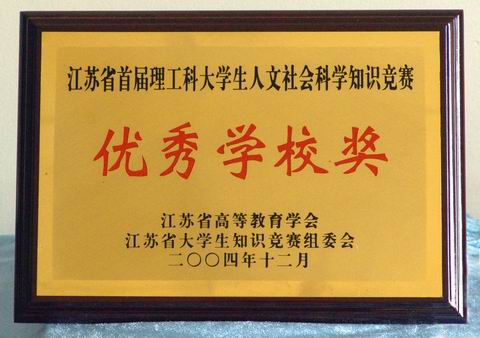 江苏省首届理工科大学生人文社会科学知识竞赛
优秀学校奖
江苏省高等教育学会
江苏省大学生知识竞赛组委会
二〇〇四年十二月